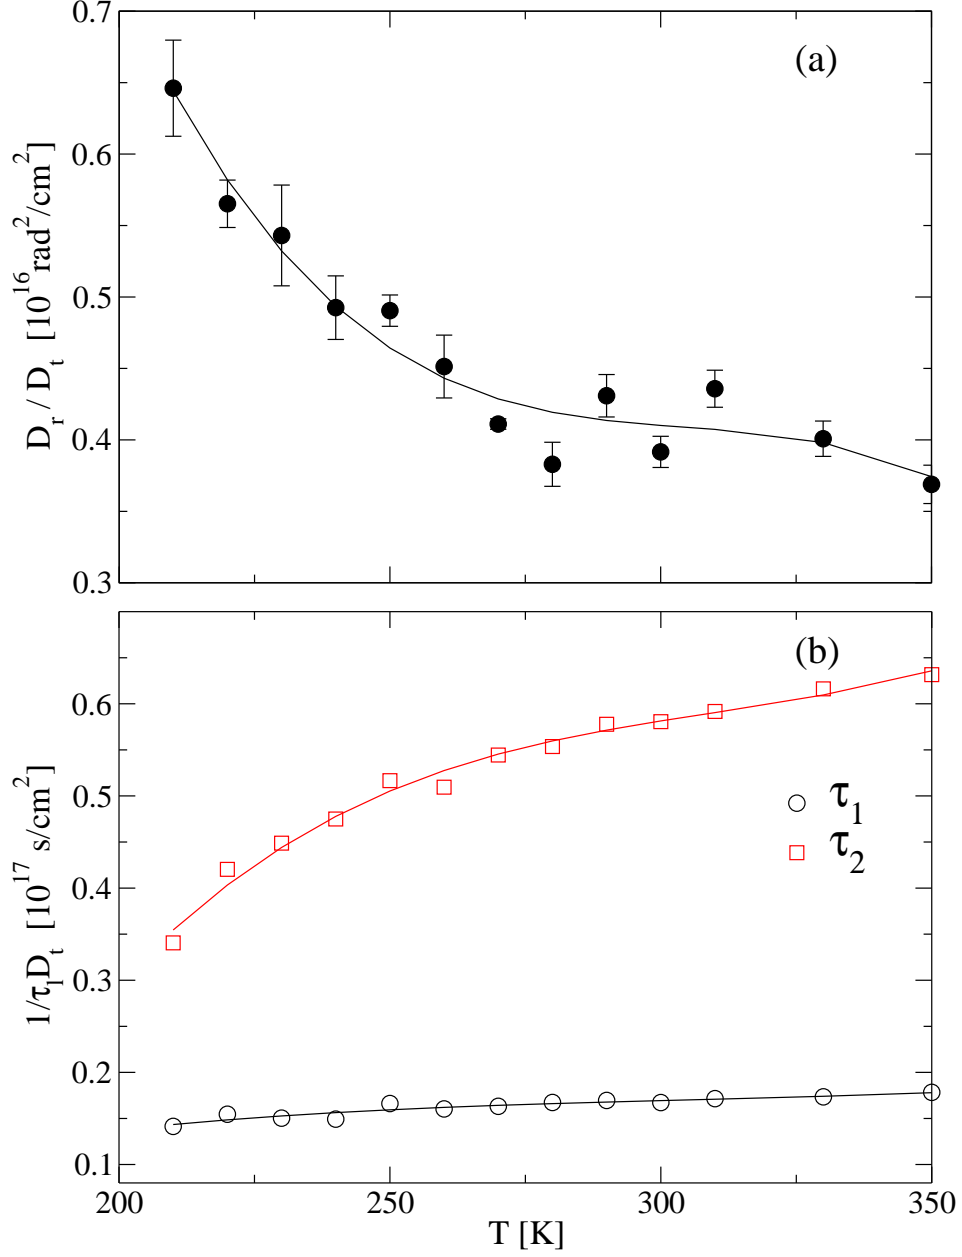 0.7
(a)
0.6
0.5
0.4
0.3
D_r / D_t [10^16 rad^2/cm^2]
(b)
0.6
0.5
0.4
0.3
0.2
0.1
1/τ_l D_t [10^17 s/cm^2]
τ_1
τ_2
200 250 300 350
T [K]